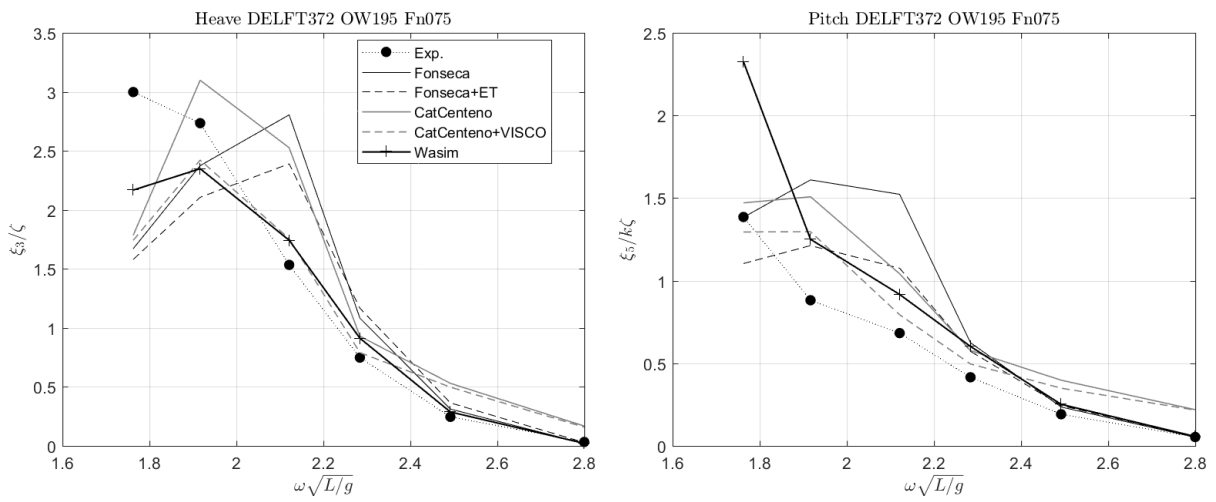 Heave DELFT372 OW195 Fn075
3.5
3
2.5
2
1.5
1
0.5
0
ξ₃/ζ
Exp.
Fonseca
Fonseca+ET
CatCenteno
CatCenteno+VISCO
Wasim
1.6 1.8 2 2.2 2.4 2.6 2.8
ω√L/g
Pitch DELFT372 OW195 Fn075
2.5
2
1.5
1
0.5
0
ξ₅/kζ
1.6 1.8 2 2.2 2.4 2.6 2.8
ω√L/g